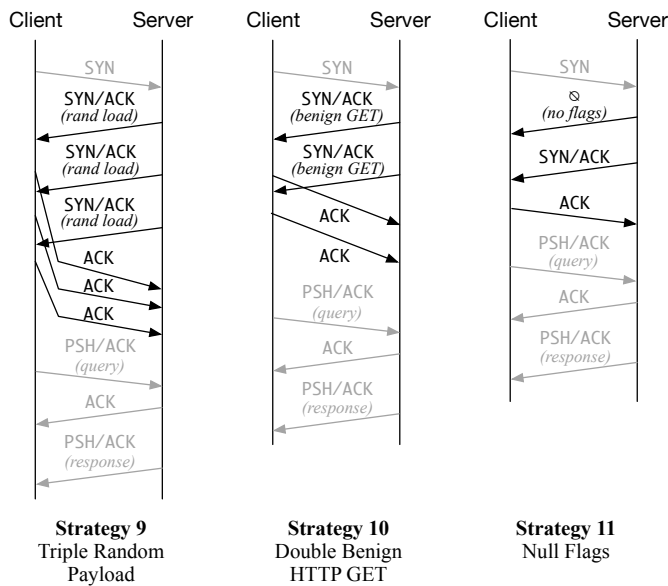 Client Server
SYN
SYN/ACK
(rand load)
SYN/ACK
(rand load)
SYN/ACK
(rand load)
ACK
ACK
ACK
PSH/ACK
(query)
ACK
PSH/ACK
(response)
Strategy 9
Triple Random
Payload
Client Server
SYN
SYN/ACK
(benign GET)
SYN/ACK
(benign GET)
ACK
ACK
PSH/ACK
(query)
ACK
PSH/ACK
(response)
Strategy 10
Double Benign
HTTP GET
Client Server
SYN
∅
(no flags)
SYN/ACK
ACK
PSH/ACK
(query)
ACK
PSH/ACK
(response)
Strategy 11
Null Flags